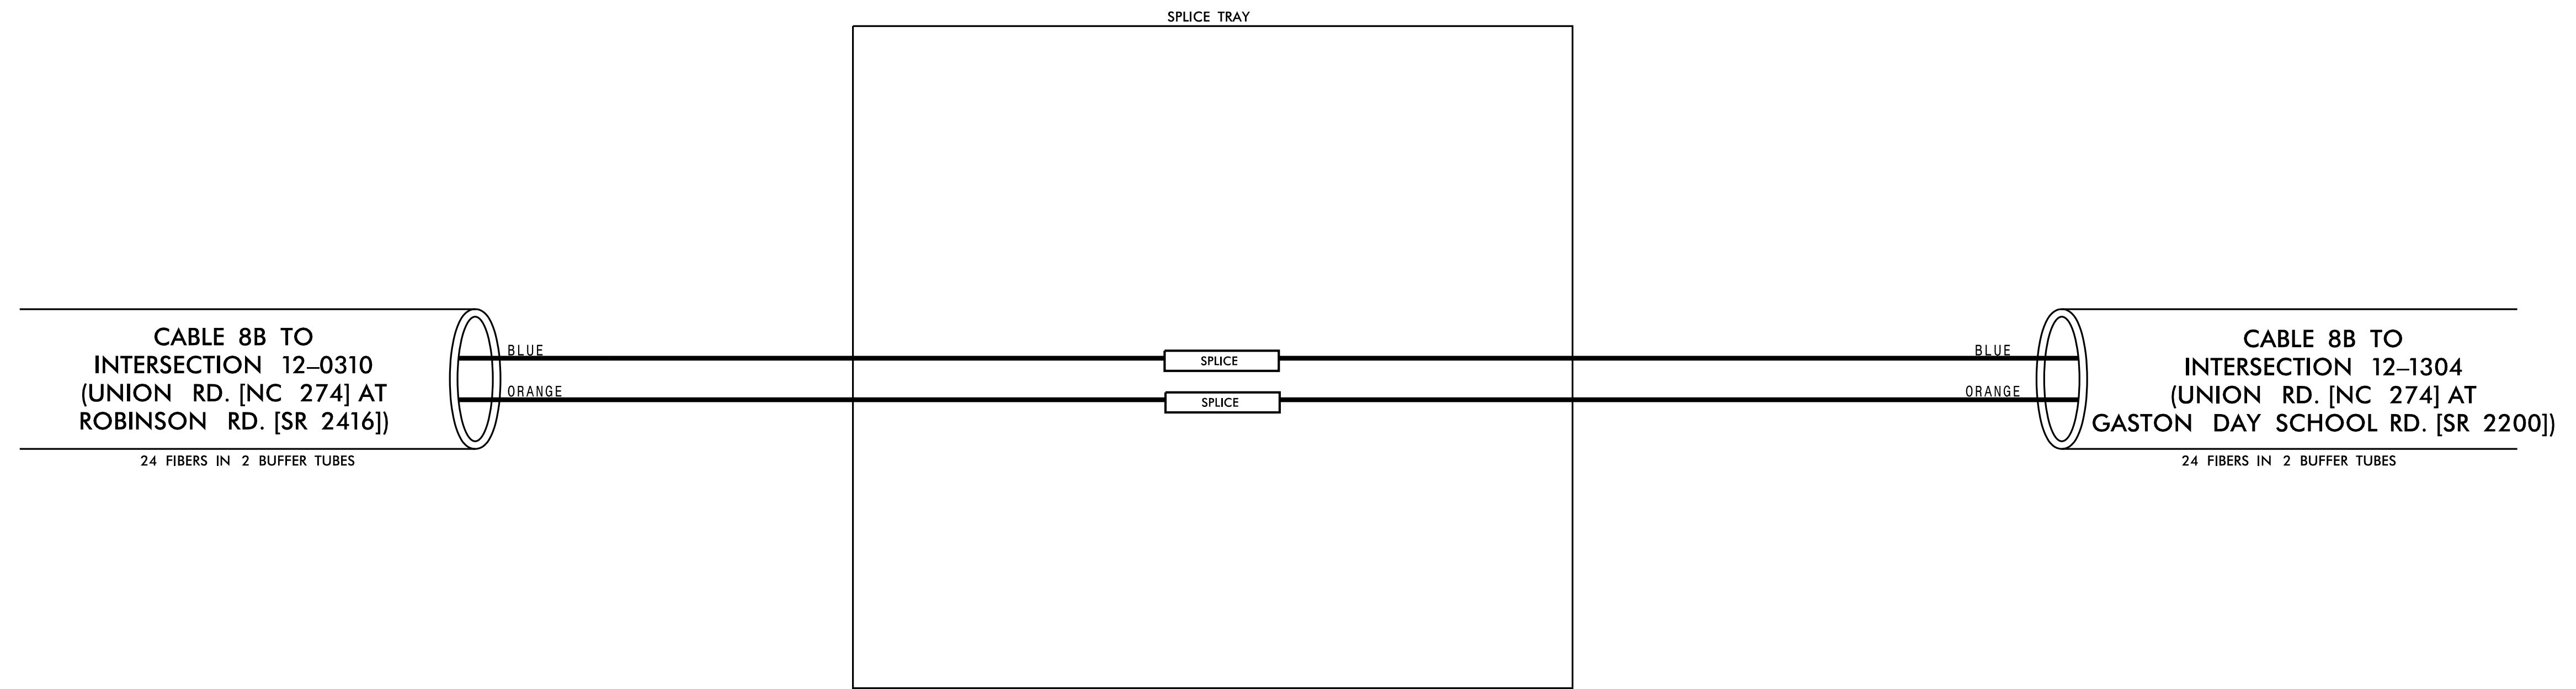 SPLICE TRAY
CABLE 8B TO
INTERSECTION 12–0310
(UNION RD. [NC 274] AT
ROBINSON RD. [SR 2416])
24 FIBERS IN 2 BUFFER TUBES
BLUE
ORANGE
SPLICE
SPLICE
BLUE
ORANGE
CABLE 8B TO
INTERSECTION 12–1304
(UNION RD. [NC 274] AT
GASTON DAY SCHOOL RD. [SR 2200])
24 FIBERS IN 2 BUFFER TUBES